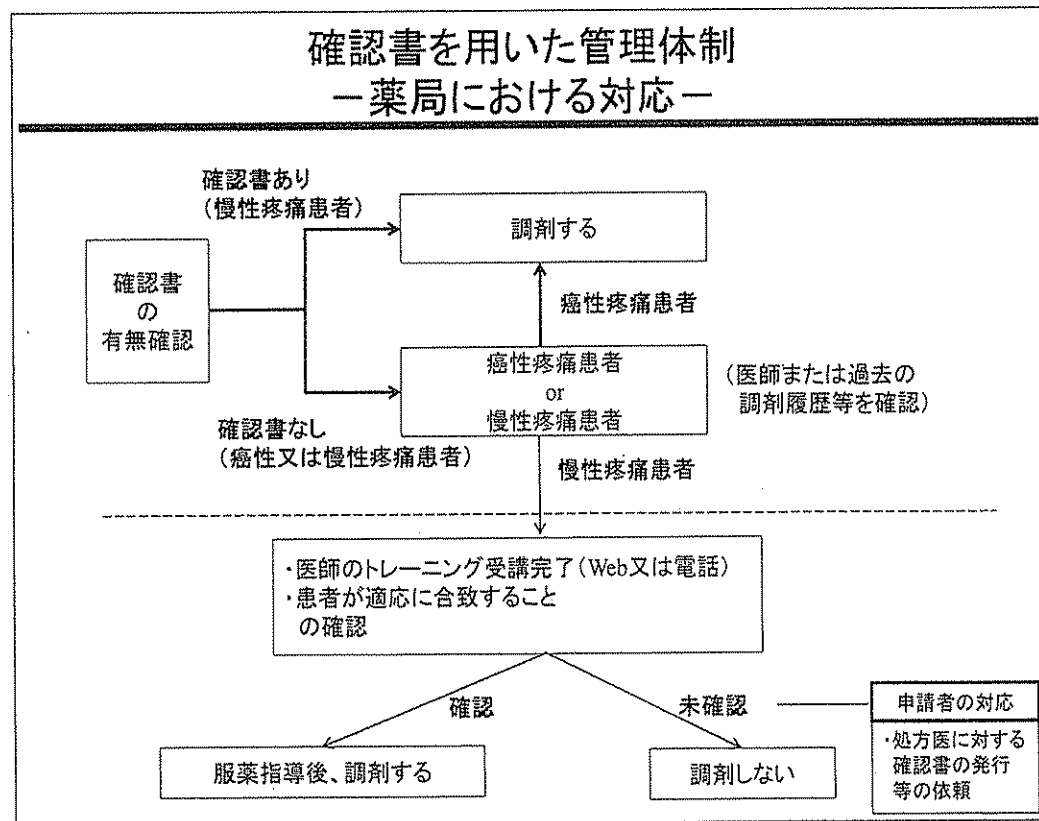 確認書を用いた管理体制
－薬局における対応－
確認書あり
（慢性疼痛患者）
調剤する
確認書
の
有無確認
癌性疼痛患者
癌性疼痛患者
or
慢性疼痛患者
（医師または過去の
調剤履歴等を確認）
確認書なし
（癌性又は慢性疼痛患者）
慢性疼痛患者
・医師のトレーニング受講完了（Web又は電話）
・患者が適応に合致すること
の確認
確認
未確認
申請者の対応
・処方医に対する
確認書の発行
等の依頼
服薬指導後、調剤する
調剤しない